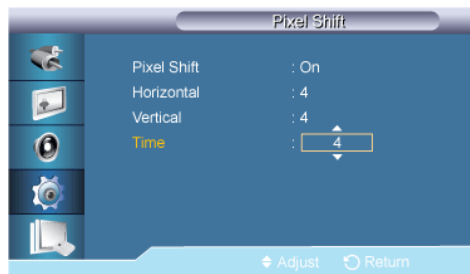 Pixel Shift
Pixel Shift : On
Horizontal : 4
Vertical : 4
Time : 4
Adjust Return